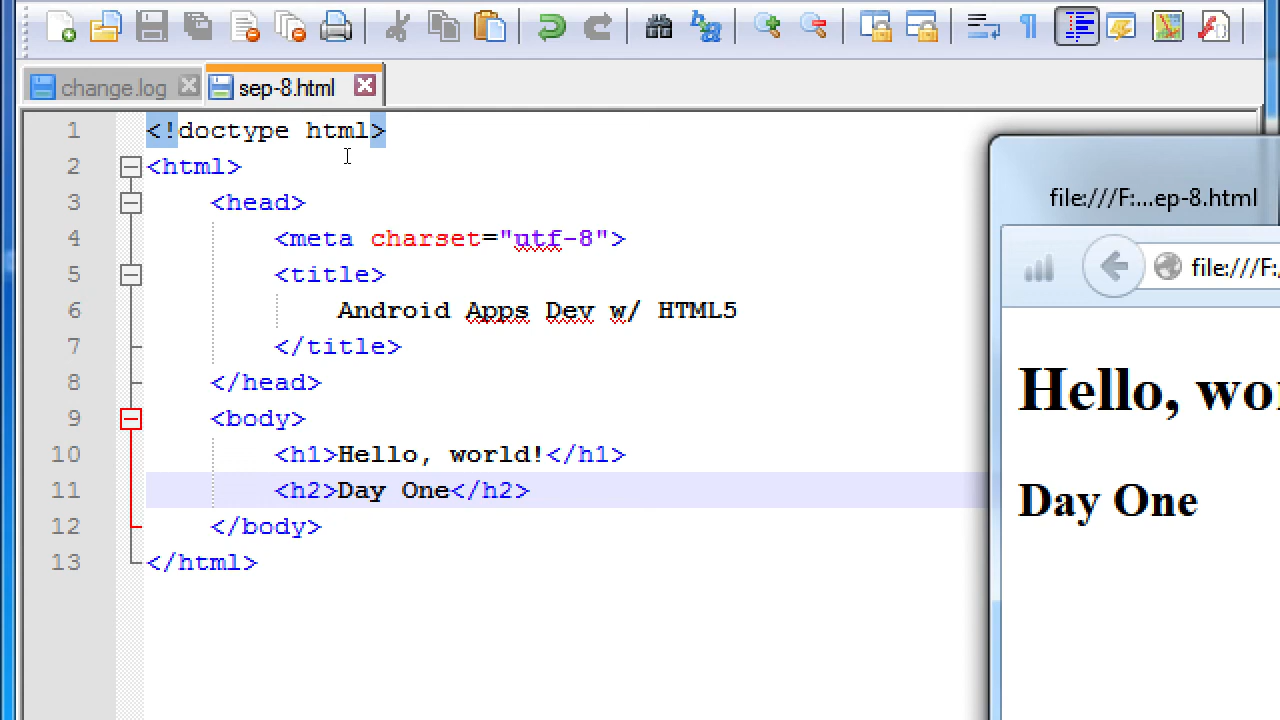 change.log
sep-8.html
1 <!doctype html>
2 <html>
3 <head>
4 <meta charset="utf-8">
5 <title>
6 Android Apps Dev w/ HTML5
7 </title>
8 </head>
9 <body>
10 <h1>Hello, world!</h1>
11 <h2>Day One</h2>
12 </body>
13 </html>
file:///F:...ep-8.html
file:///F:
Hello, wo
Day One